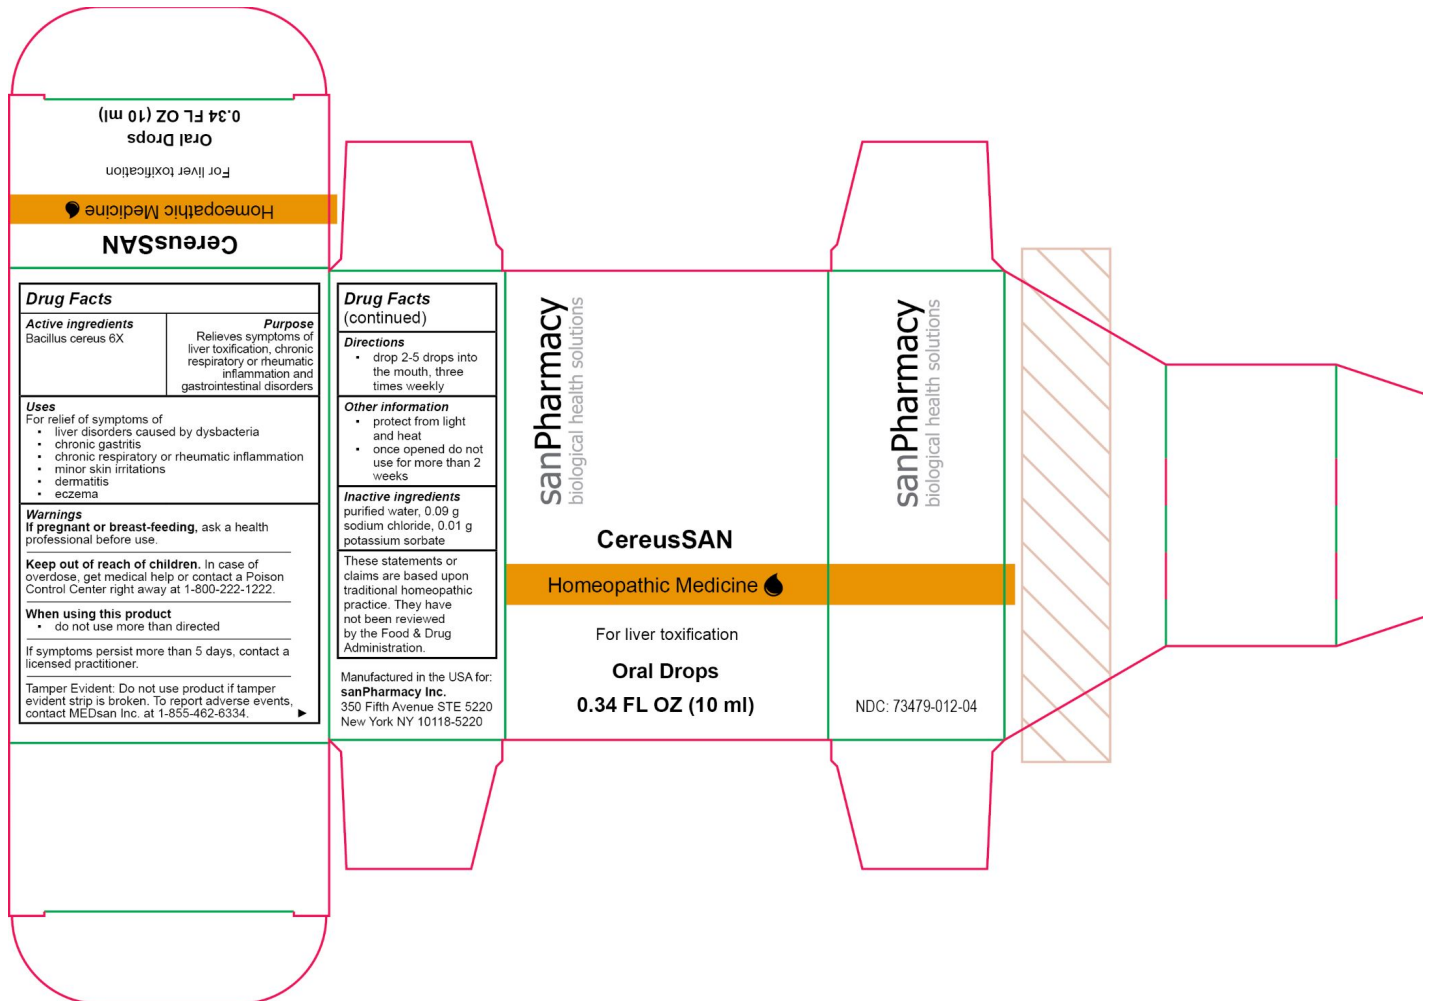 0.34 FL OZ (10 ml)
Oral Drops
For liver toxification
Homeopathic Medicine
CereusSAN
Drug Facts
Active ingredients
Bacillus cereus 6X
Purpose
Relieves symptoms of
liver toxification, chronic
respiratory or rheumatic
inflammation and
gastrointestinal disorders
Uses
For relief of symptoms of
▪ liver disorders caused by dysbacteria
▪ chronic gastritis
▪ chronic respiratory or rheumatic inflammation
▪ minor skin irritations
▪ dermatitis
▪ eczema
Warnings
If pregnant or breast-feeding, ask a health
professional before use.
Keep out of reach of children. In case of
overdose, get medical help or contact a Poison
Control Center right away at 1-800-222-1222.
When using this product
▪ do not use more than directed
If symptoms persist more than 5 days, contact a
licensed practitioner.
Tamper Evident: Do not use product if tamper
evident strip is broken. To report adverse events,
contact MEDsan Inc. at 1-855-462-6334.
Drug Facts
(continued)
Directions
▪ drop 2-5 drops into
the mouth, three
times weekly
Other information
▪ protect from light
and heat
▪ once opened do not
use for more than 2
weeks
Inactive ingredients
purified water, 0.09 g
sodium chloride, 0.01 g
potassium sorbate
These statements or
claims are based upon
traditional homeopathic
practice. They have
not been reviewed
by the Food & Drug
Administration.
Manufactured in the USA for:
sanPharmacy Inc.
350 Fifth Avenue STE 5220
New York NY 10118-5220
sanPharmacy
biological health solutions
CereusSAN
Homeopathic Medicine
For liver toxification
Oral Drops
0.34 FL OZ (10 ml)
sanPharmacy
biological health solutions
NDC: 73479-012-04